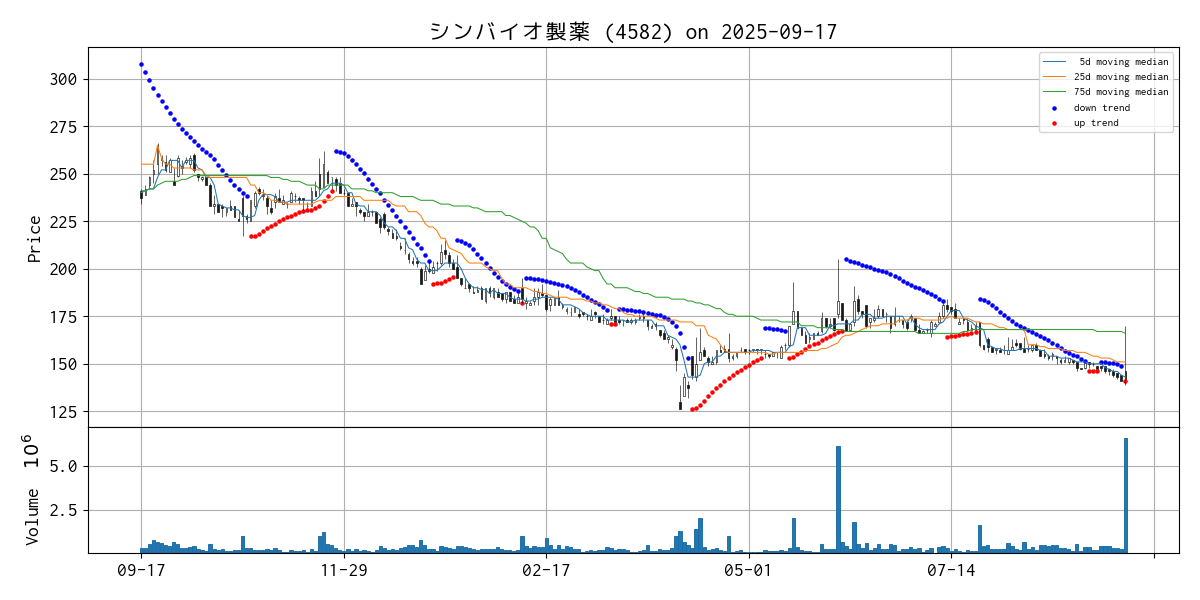 シンバイオ製薬 (4582) on 2025-09-17
300
275
250
225
200
175
150
125
Price
5d moving median
25d moving median
75d moving median
down trend
up trend
5.0
2.5
Volume 10^6
09-17
11-29
02-17
05-01
07-14